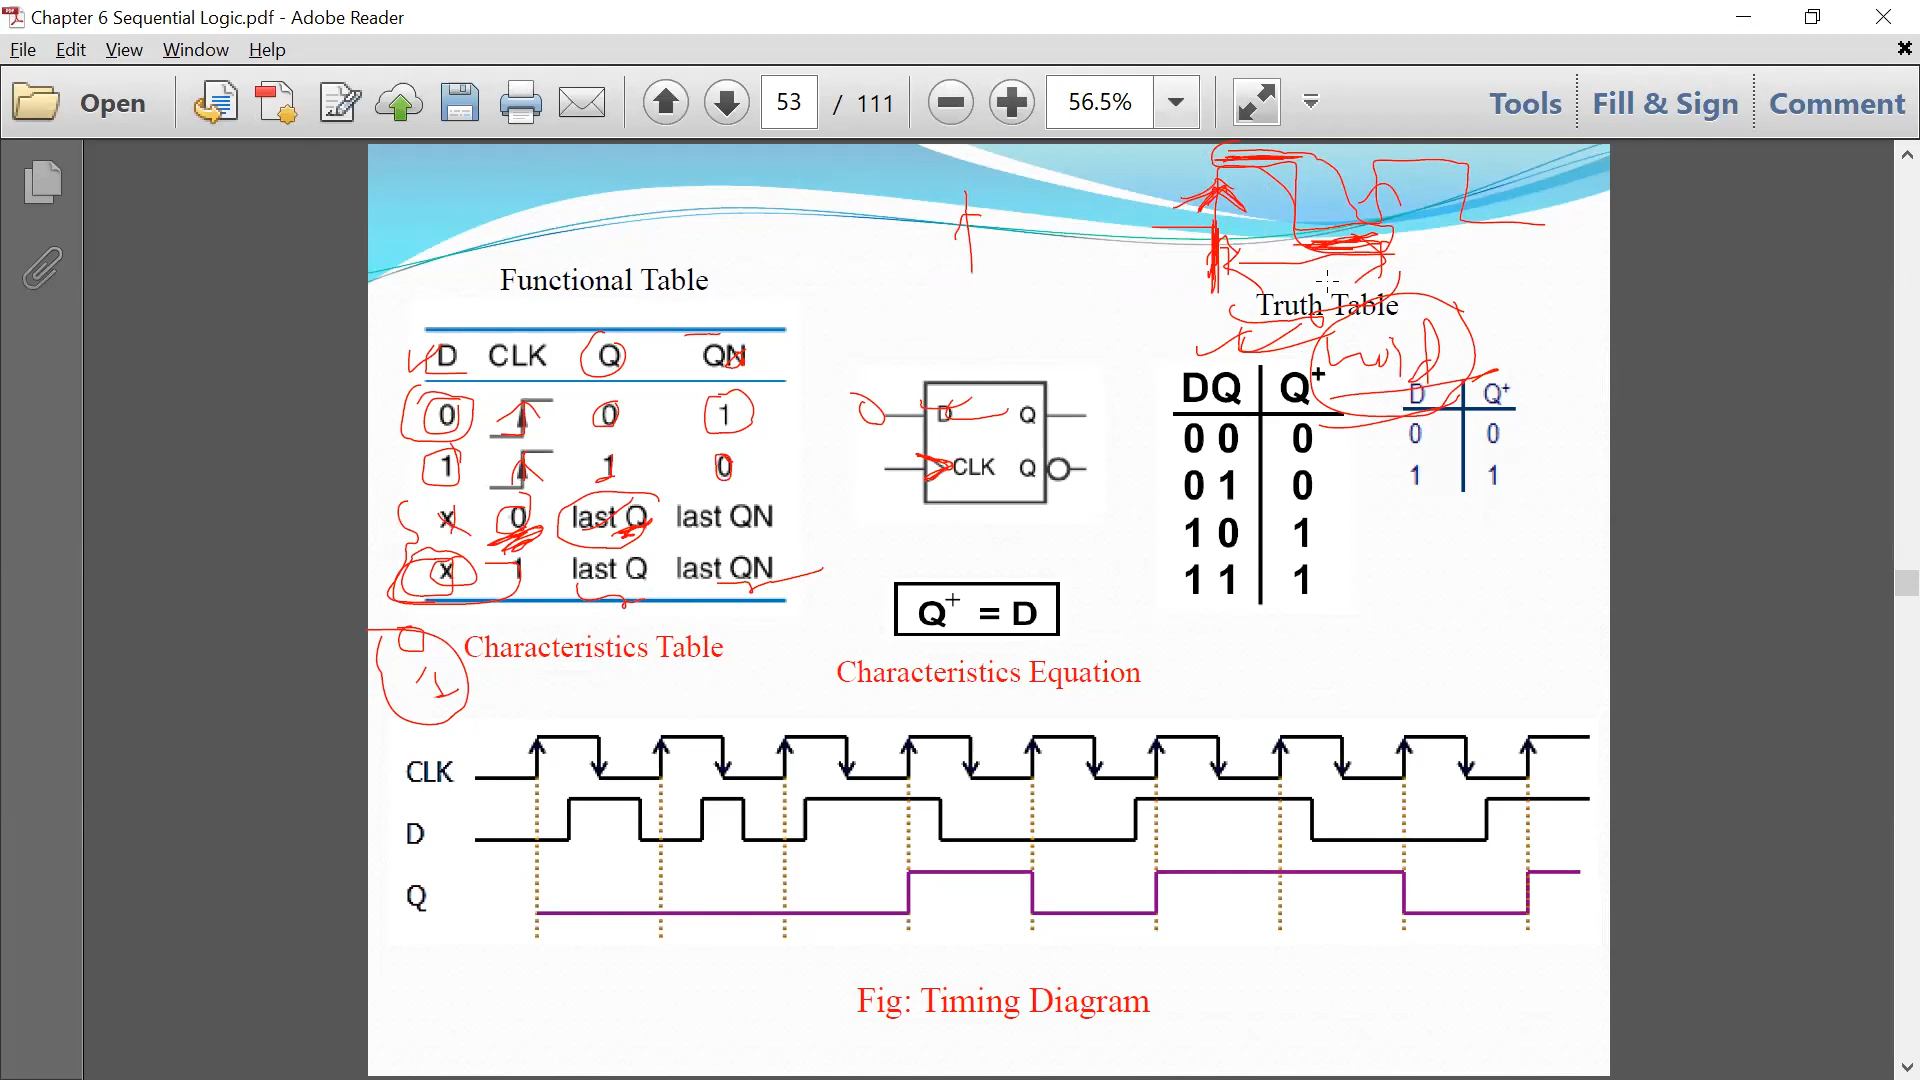 Chapter 6 Sequential Logic.pdf - Adobe Reader
File Edit View Window Help
Open 53 / 111 56.5% Tools Fill & Sign Comment
Functional Table
D CLK Q QN
0 0 1
1 1 0
x 0 last Q last QN
x 1 last Q last QN
Characteristics Table
0
1
0
D Q
CLK Q
Q+ = D
Characteristics Equation
Truth Table
DQ Q+
0 0 0
0 1 0
1 0 1
1 1 1
D Q+
0 0
1 1
CLK
D
Q
Fig: Timing Diagram